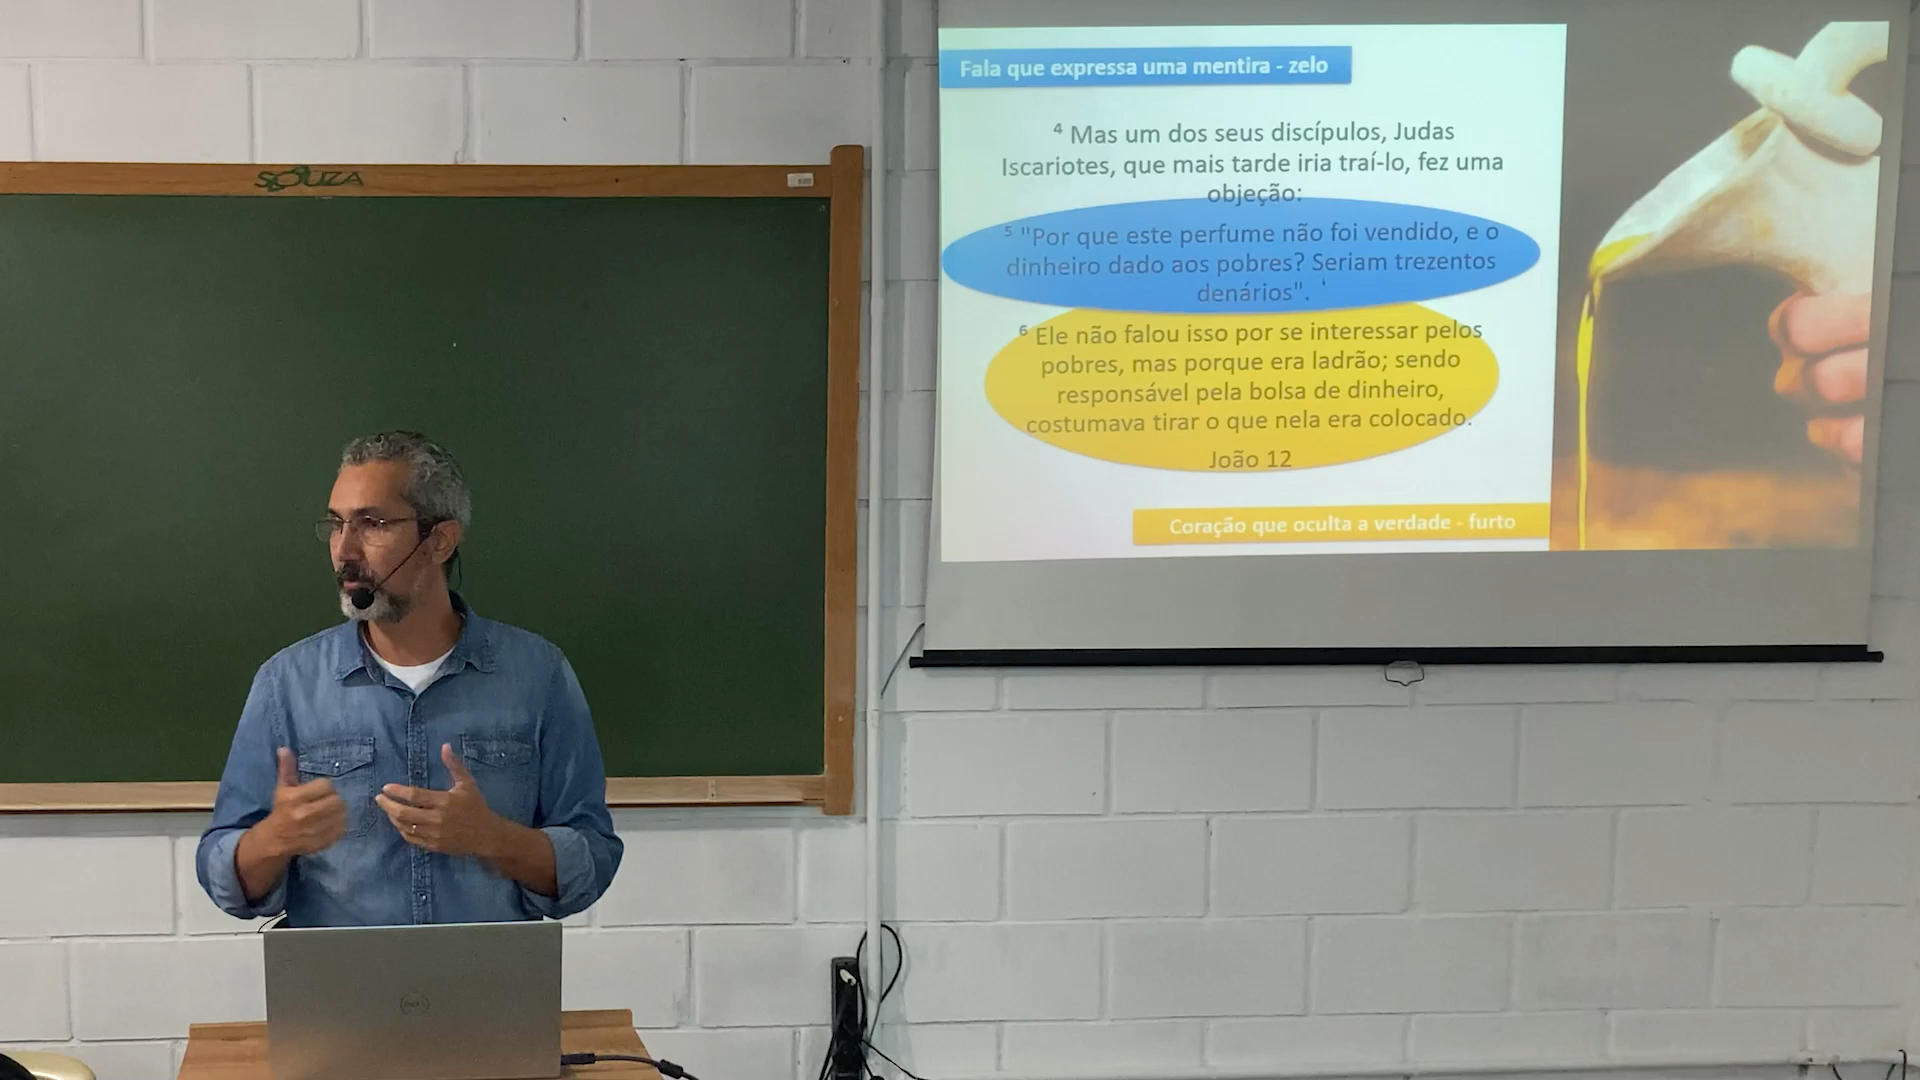 SOUZA
Fala que expressa uma mentira - zelo
⁴ Mas um dos seus discípulos, Judas
Iscariotes, que mais tarde iria traí-lo, fez uma
objeção:
⁵ "Por que este perfume não foi vendido, e o
dinheiro dado aos pobres? Seriam trezentos
denários".
⁶ Ele não falou isso por se interessar pelos
pobres, mas porque era ladrão; sendo
responsável pela bolsa de dinheiro,
costumava tirar o que nela era colocado.
João 12
Coração que oculta a verdade - furto
DELL